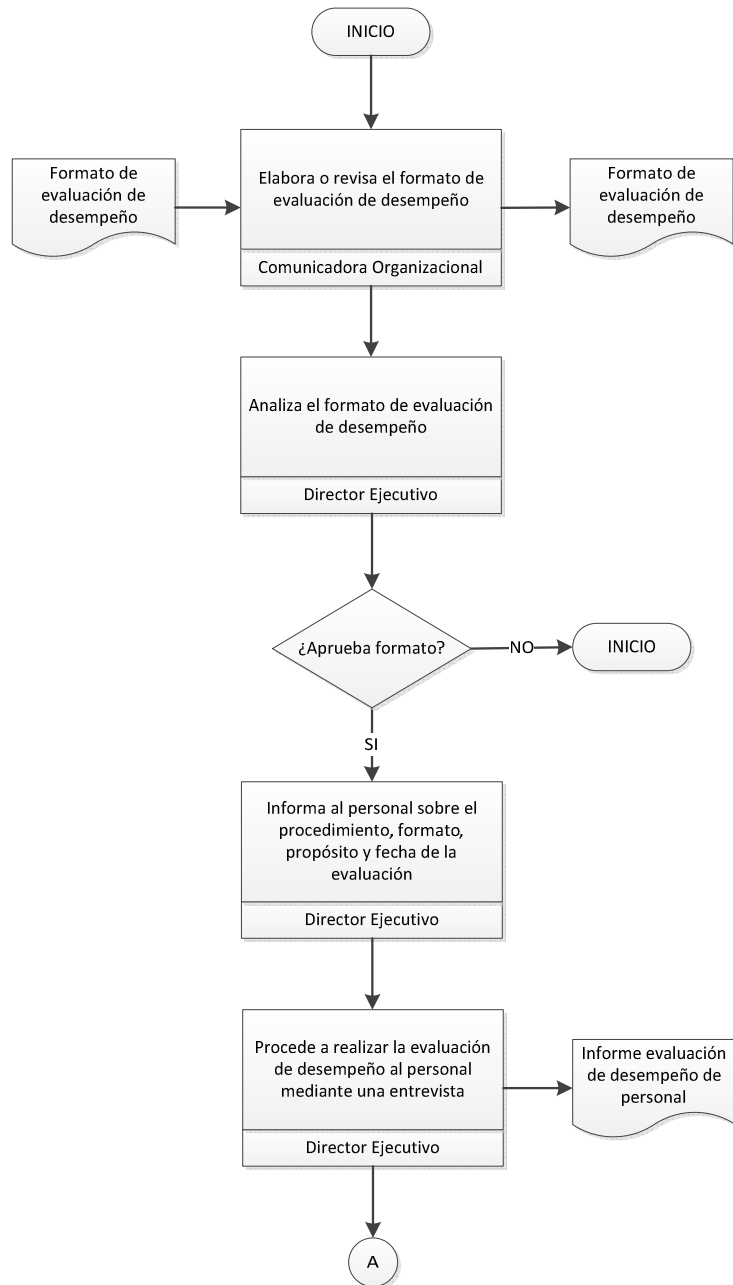 INICIO
Formato de
evaluación de
desempeño
Elabora o revisa el formato de
evaluación de desempeño
Comunicadora Organizacional
Formato de
evaluación de
desempeño
Analiza el formato de evaluación
de desempeño
Director Ejecutivo
¿Aprueba formato?
NO
INICIO
SI
Informa al personal sobre el
procedimiento, formato,
propósito y fecha de la
evaluación
Director Ejecutivo
Procede a realizar la evaluación
de desempeño al personal
mediante una entrevista
Director Ejecutivo
Informe evaluación
de desempeño de
personal
A